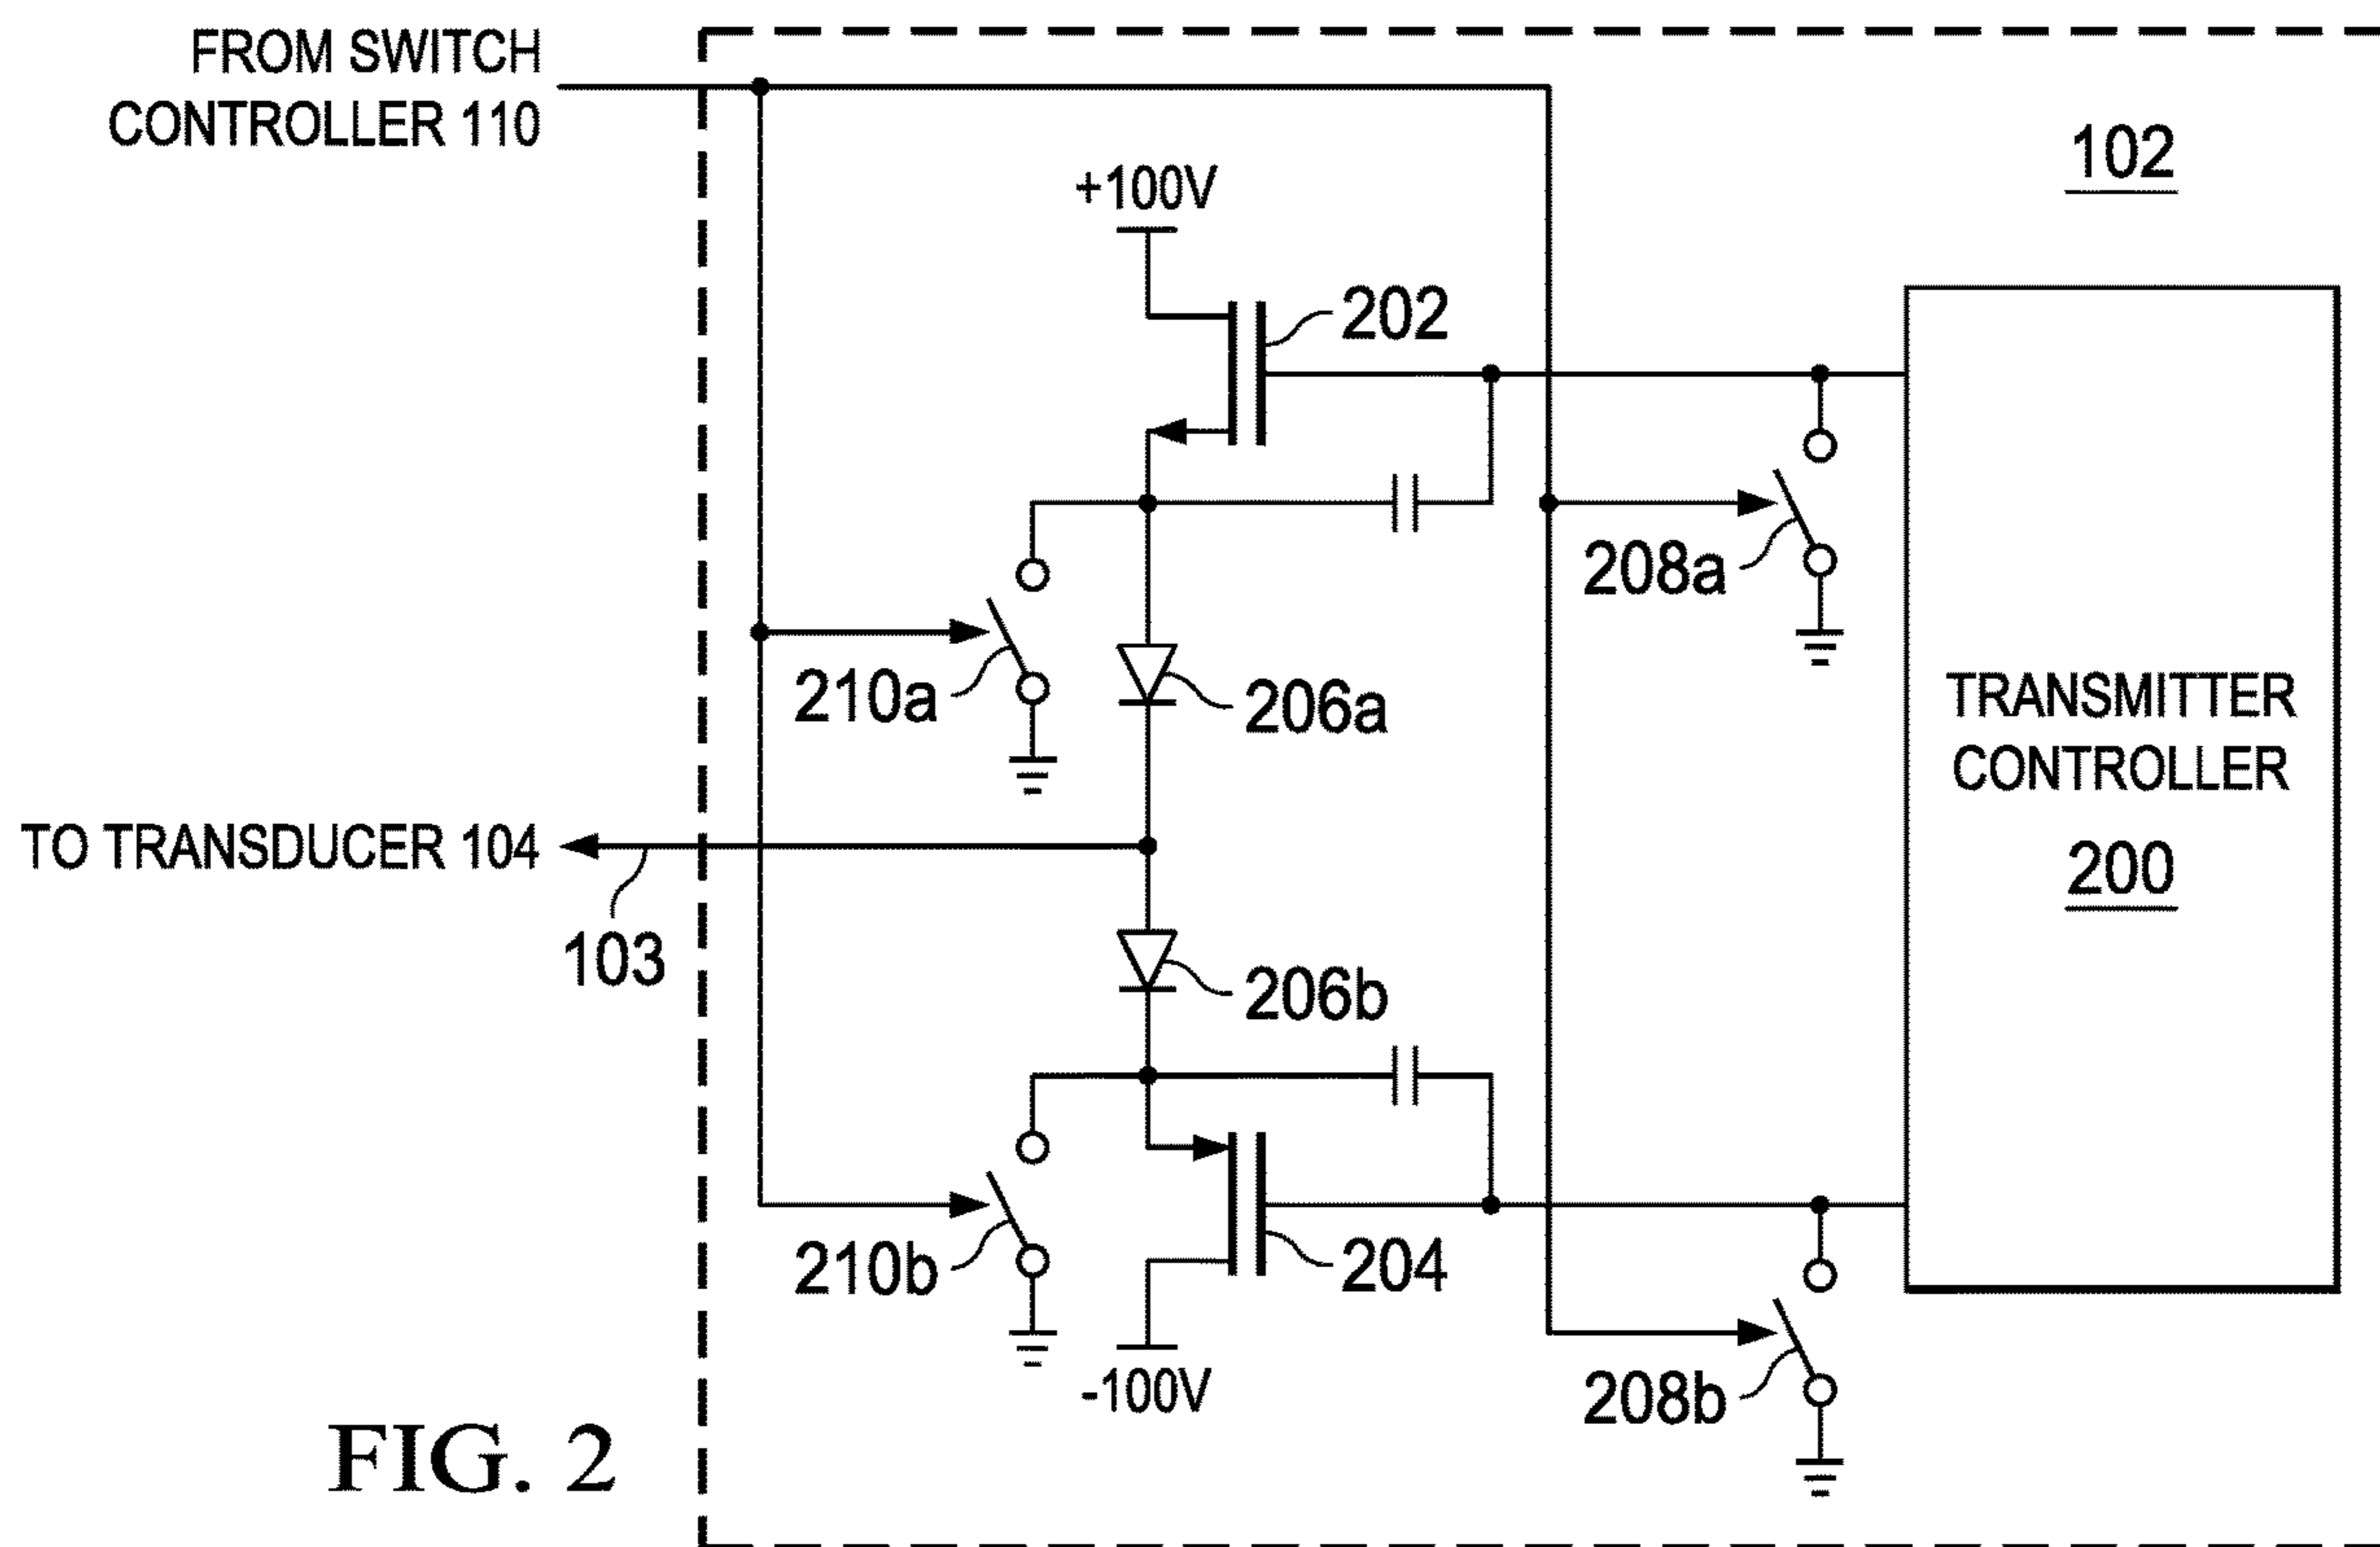 FROM SWITCH
CONTROLLER 110
102
+100V
202
208a
210a
206a
TRANSMITTER
CONTROLLER
200
TO TRANSDUCER 104
103
206b
210b
204
-100V
208b
FIG. 2